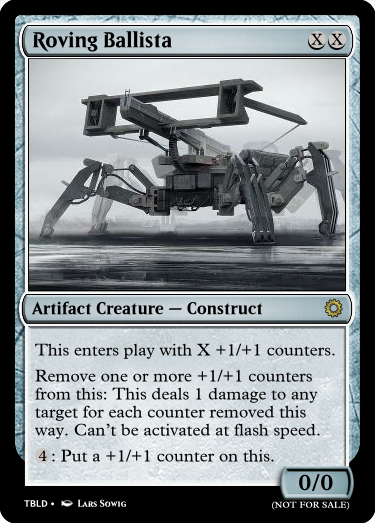 Roving Ballista
X X
Artifact Creature — Construct
This enters play with X +1/+1 counters.
Remove one or more +1/+1 counters
from this: This deals 1 damage to any
target for each counter removed this
way. Can't be activated at flash speed.
4 : Put a +1/+1 counter on this.
0/0
TBLD • Lars Sowig
(NOT FOR SALE)